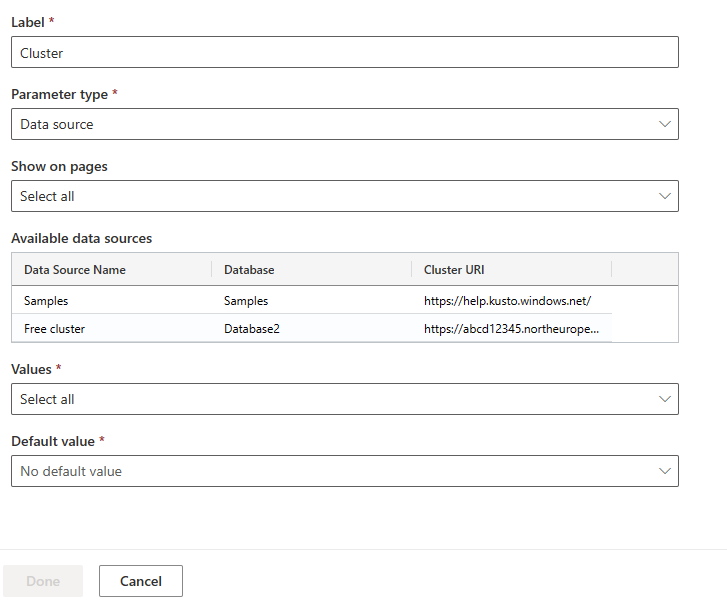 Label *
Cluster
Parameter type *
Data source
Show on pages
Select all
Available data sources
Data Source Name Database Cluster URI
Samples Samples https://help.kusto.windows.net/
Free cluster Database2 https://abcd12345.northeurope...
Values *
Select all
Default value *
No default value
Done Cancel